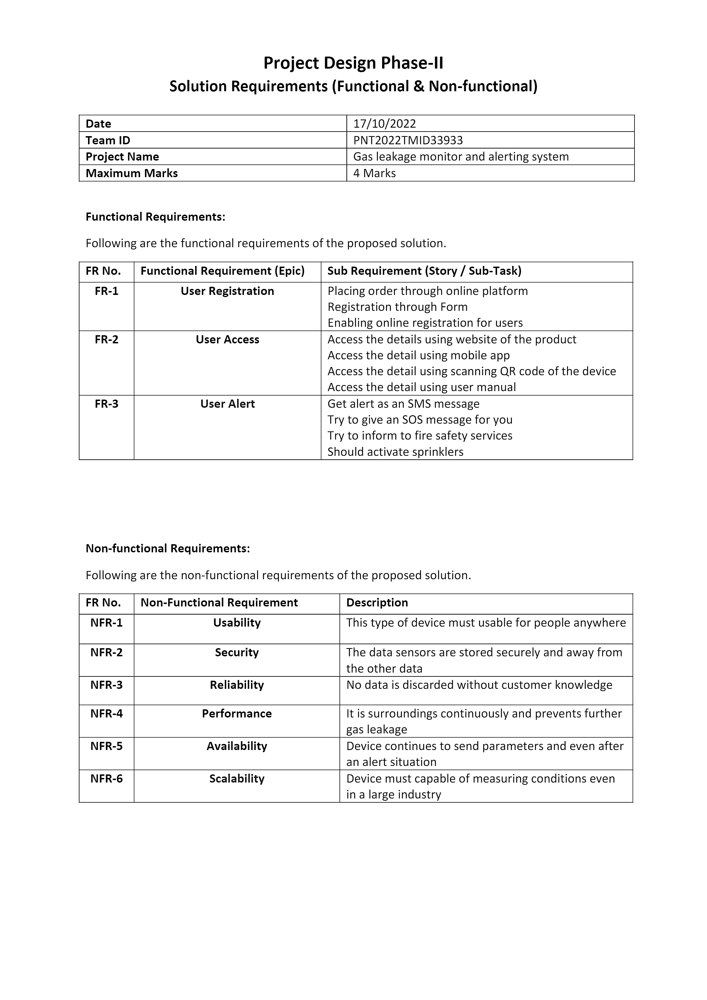 Project Design Phase-II
Solution Requirements (Functional & Non-functional)
Date 17/10/2022
Team ID PNT2022TMID33933
Project Name Gas leakage monitor and alerting system
Maximum Marks 4 Marks
Functional Requirements:
Following are the functional requirements of the proposed solution.
FR No. Functional Requirement (Epic) Sub Requirement (Story / Sub-Task)
FR-1 User Registration Placing order through online platform
Registration through Form
Enabling online registration for users
FR-2 User Access Access the details using website of the product
Access the detail using mobile app
Access the detail using scanning QR code of the device
Access the detail using user manual
FR-3 User Alert Get alert as an SMS message
Try to give an SOS message for you
Try to inform to fire safety services
Should activate sprinklers
Non-functional Requirements:
Following are the non-functional requirements of the proposed solution.
FR No. Non-Functional Requirement Description
NFR-1 Usability This type of device must usable for people anywhere
NFR-2 Security The data sensors are stored securely and away from
the other data
NFR-3 Reliability No data is discarded without customer knowledge
NFR-4 Performance It is surroundings continuously and prevents further
gas leakage
NFR-5 Availability Device continues to send parameters and even after
an alert situation
NFR-6 Scalability Device must capable of measuring conditions even
in a large industry